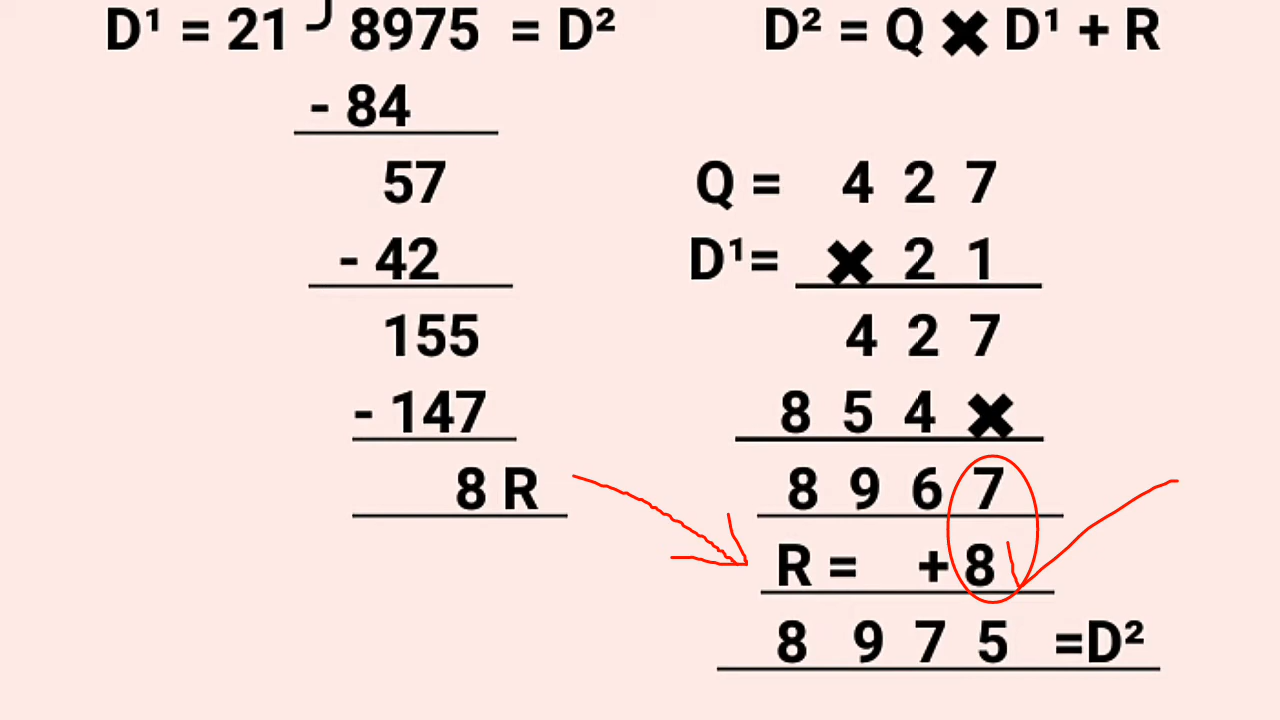 D¹ = 21 ╯ 8975 = D²
- 84
57
- 42
155
- 147
8 R
D² = Q ✖ D¹ + R
Q = 4 2 7
D¹= ✖ 2 1
4 2 7
8 5 4 ✖
8 9 6 7
R = + 8
8 9 7 5 =D²